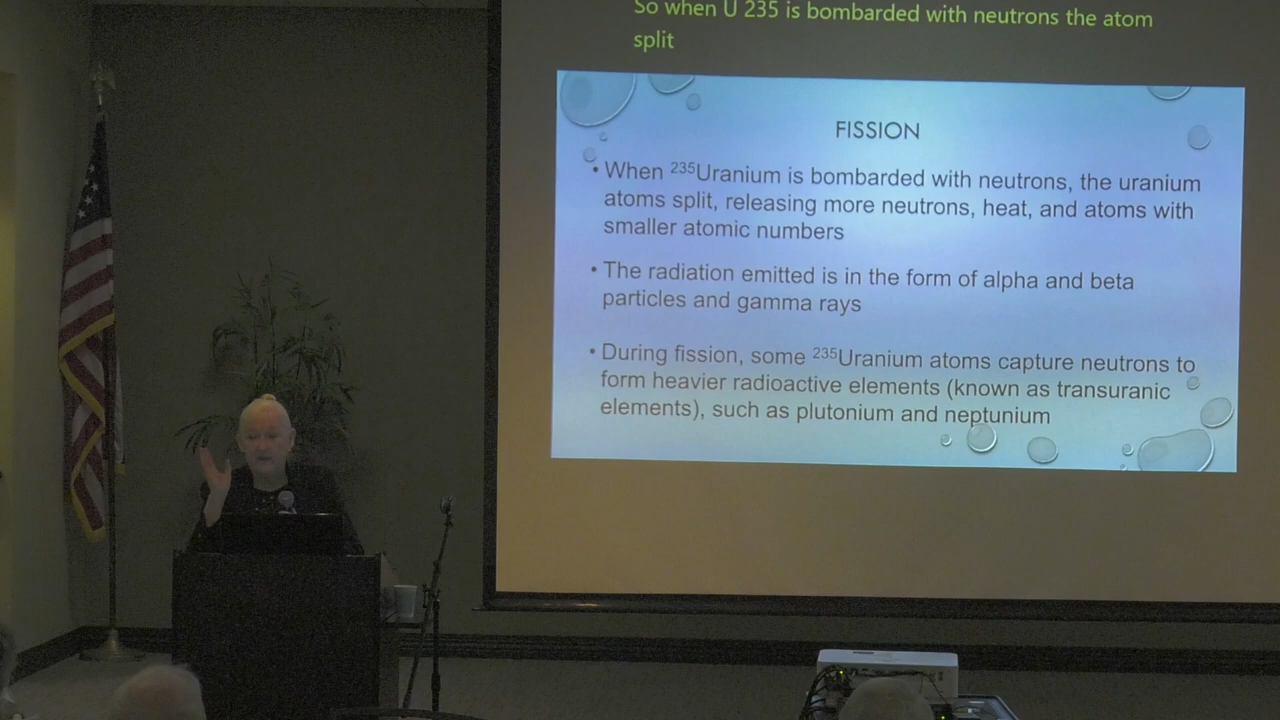 So when U 235 is bombarded with neutrons the atom
split
FISSION
• When ²³⁵Uranium is bombarded with neutrons, the uranium
atoms split, releasing more neutrons, heat, and atoms with
smaller atomic numbers
• The radiation emitted is in the form of alpha and beta
particles and gamma rays
• During fission, some ²³⁵Uranium atoms capture neutrons to
form heavier radioactive elements (known as transuranic
elements), such as plutonium and neptunium